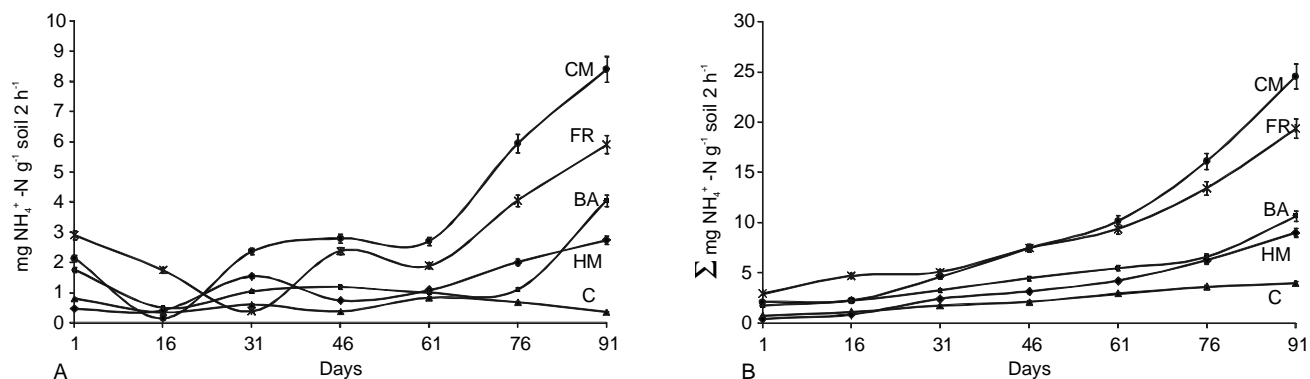 mg NH₄⁺ -N g⁻¹ soil 2 h⁻¹
10
9
8
7
6
5
4
3
2
1
0
CM
FR
BA
HM
C
1 16 31 46 61 76 91
Days
A
∑ mg NH₄⁺ -N g⁻¹ soil 2 h⁻¹
30
25
20
15
10
5
0
CM
FR
BA
HM
C
1 16 31 46 61 76 91
Days
B